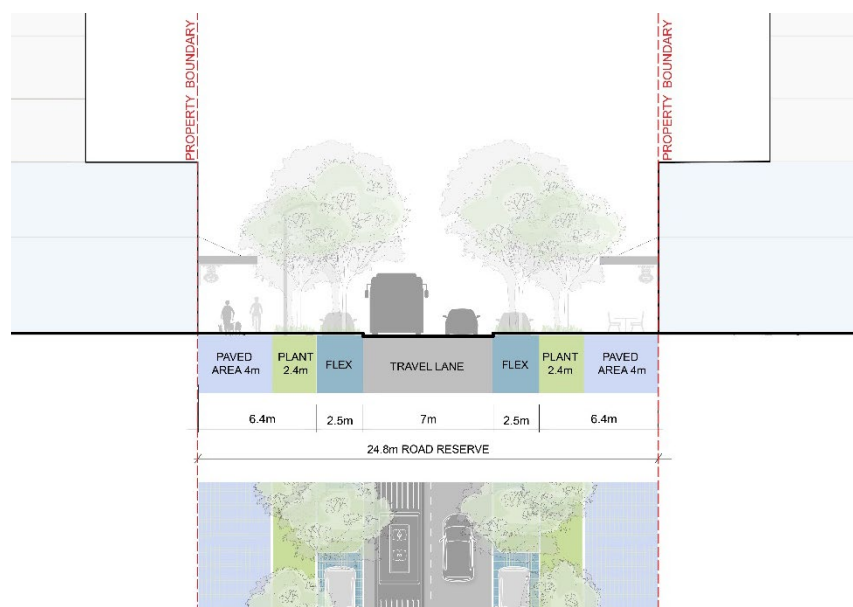 PROPERTY BOUNDARY
PROPERTY BOUNDARY
PAVED
AREA 4m
PLANT
2.4m
FLEX
TRAVEL LANE
FLEX
PLANT
2.4m
PAVED
AREA 4m
6.4m
2.5m
7m
2.5m
6.4m
24.8m ROAD RESERVE